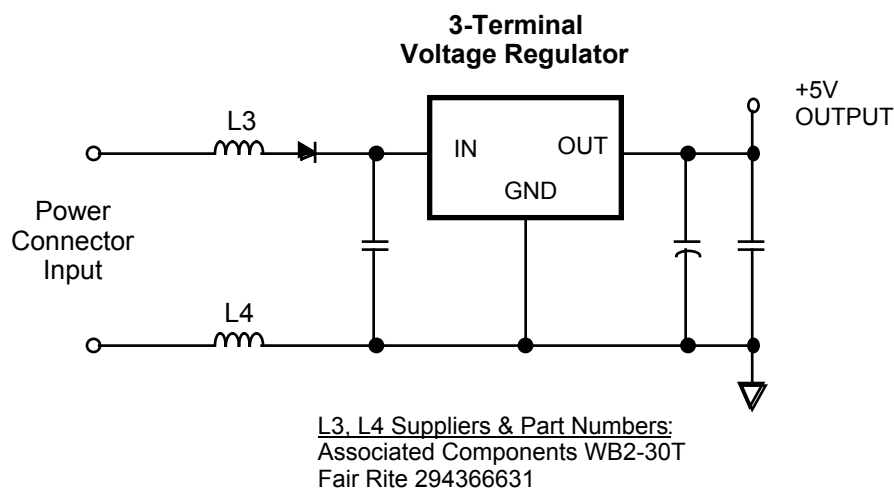 3-Terminal
Voltage Regulator
+5V
OUTPUT
L3
IN
OUT
GND
Power
Connector
Input
L4
L3, L4 Suppliers & Part Numbers:
Associated Components WB2-30T
Fair Rite 294366631